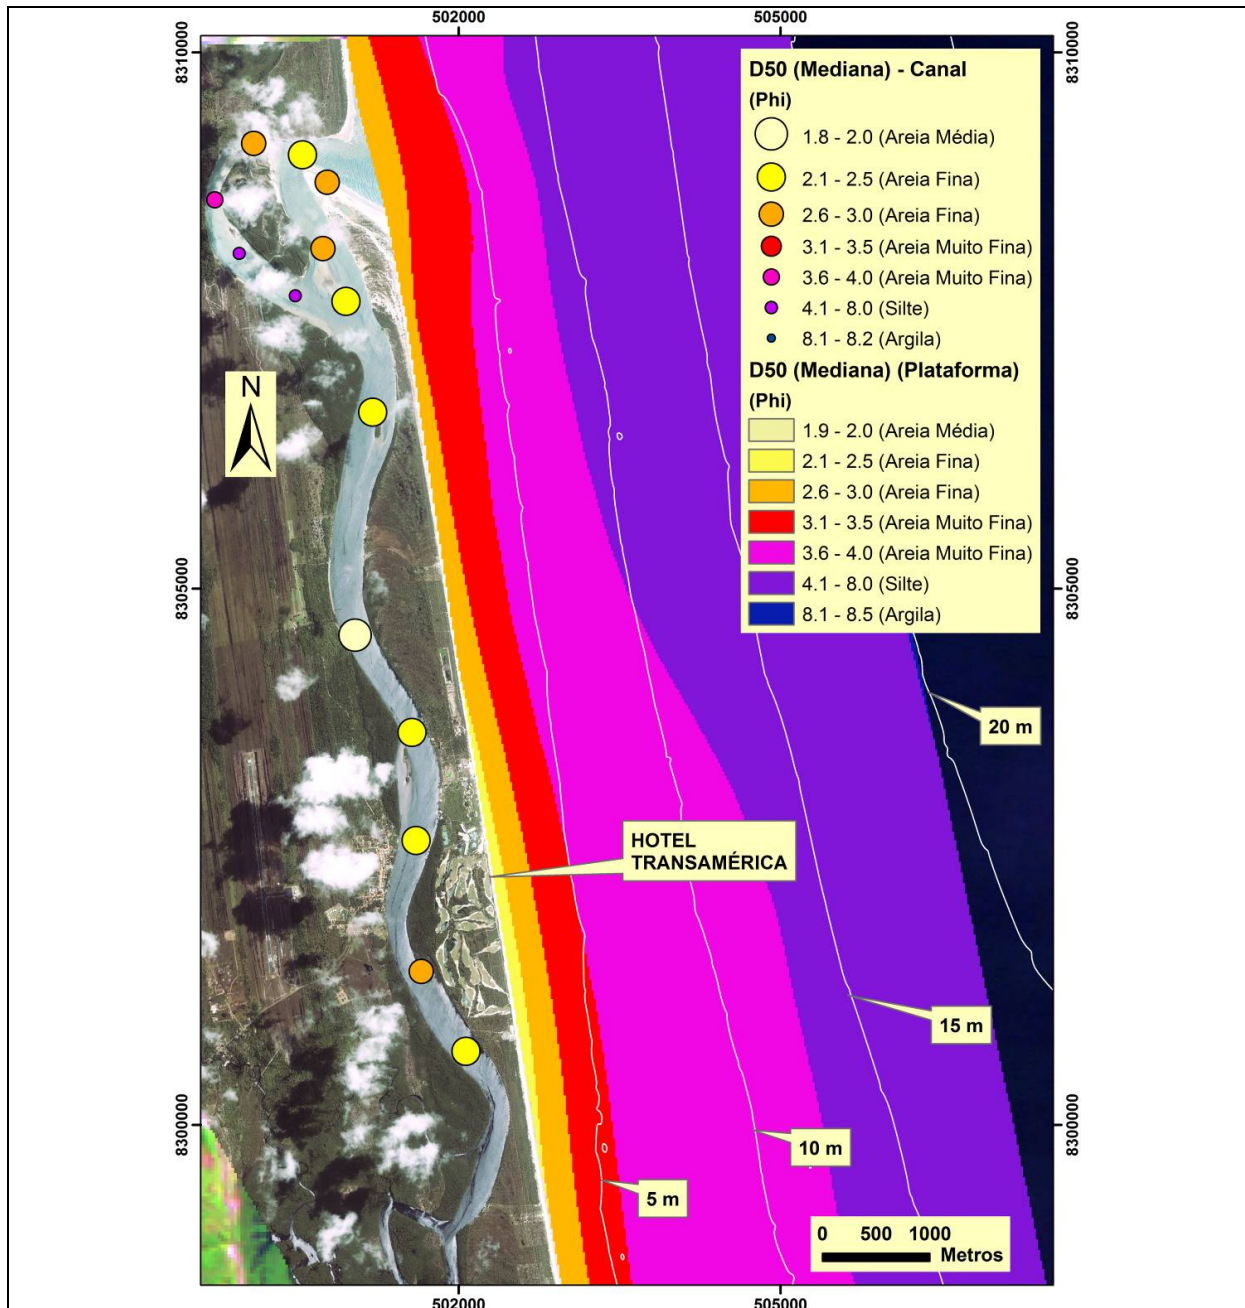 502000
505000
8310000
8310000
D50 (Mediana) - Canal
(Phi)
1.8 - 2.0 (Areia Média)
2.1 - 2.5 (Areia Fina)
2.6 - 3.0 (Areia Fina)
3.1 - 3.5 (Areia Muito Fina)
3.6 - 4.0 (Areia Muito Fina)
4.1 - 8.0 (Silte)
8.1 - 8.2 (Argila)
D50 (Mediana) (Plataforma)
(Phi)
1.9 - 2.0 (Areia Média)
2.1 - 2.5 (Areia Fina)
2.6 - 3.0 (Areia Fina)
3.1 - 3.5 (Areia Muito Fina)
3.6 - 4.0 (Areia Muito Fina)
4.1 - 8.0 (Silte)
8.1 - 8.5 (Argila)
N
8305000
8305000
20 m
HOTEL
TRANSAMÉRICA
15 m
8300000
8300000
10 m
5 m
0 500 1000
Metros
502000
505000